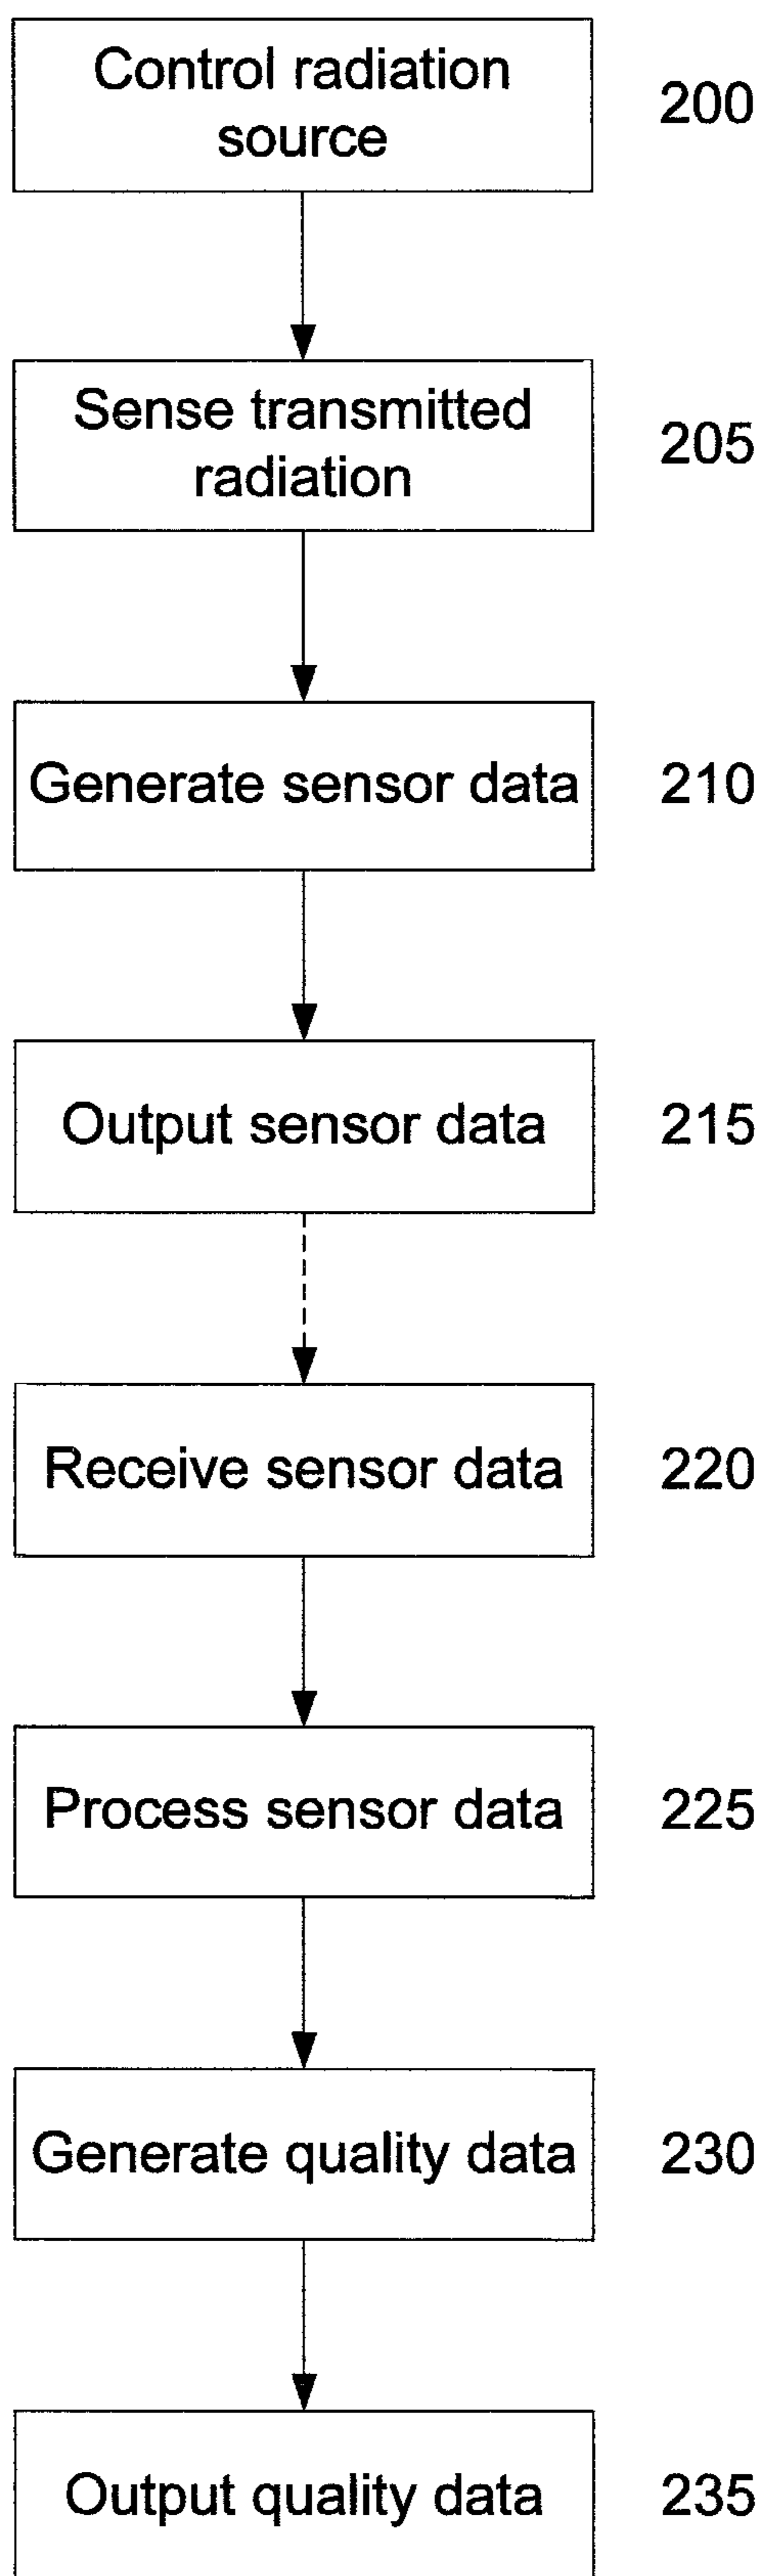 Control radiation
source
200
Sense transmitted
radiation
205
Generate sensor data
210
Output sensor data
215
Receive sensor data
220
Process sensor data
225
Generate quality data
230
Output quality data
235